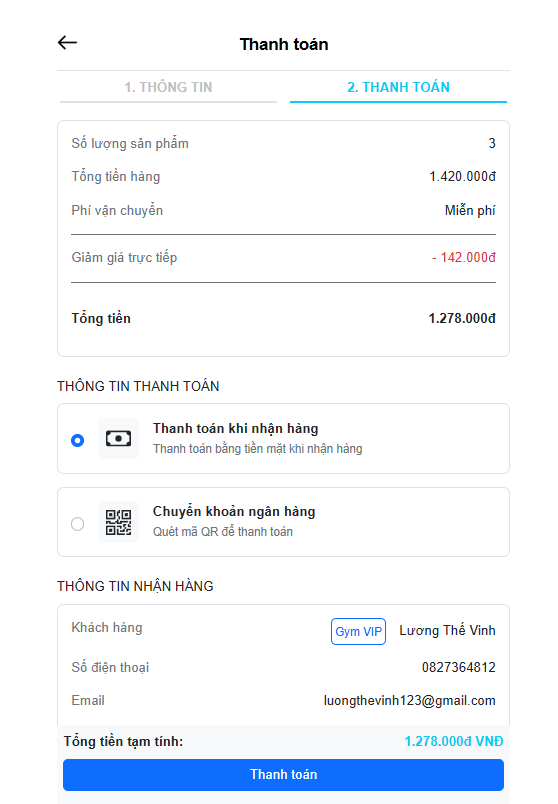 Thanh toán
1. THÔNG TIN
2. THANH TOÁN
Số lượng sản phẩm 3
Tổng tiền hàng 1.420.000đ
Phí vận chuyển Miễn phí
Giảm giá trực tiếp - 142.000đ
Tổng tiền 1.278.000đ
THÔNG TIN THANH TOÁN
Thanh toán khi nhận hàng
Thanh toán bằng tiền mặt khi nhận hàng
Chuyển khoản ngân hàng
Quét mã QR để thanh toán
THÔNG TIN NHẬN HÀNG
Khách hàng Gym VIP Lương Thế Vinh
Số điện thoại 0827364812
Email luongthevinh123@gmail.com
Tổng tiền tạm tính: 1.278.000đ VNĐ
Thanh toán